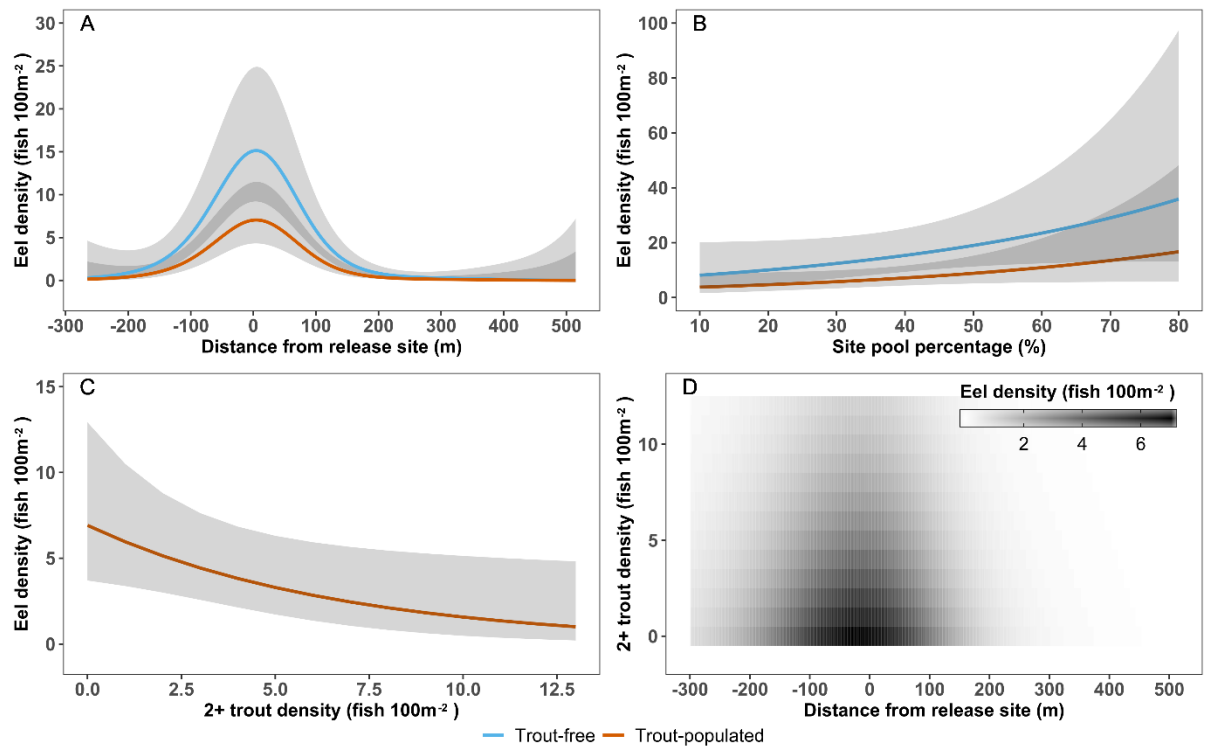 A
Eel density (fish 100m⁻² )
30
25
20
15
10
5
0
-300 -200 -100 0 100 200 300 400 500
Distance from release site (m)
B
Eel density (fish 100m⁻² )
100
80
60
40
20
0
10 20 30 40 50 60 70 80
Site pool percentage (%)
C
Eel density (fish 100m⁻² )
15
10
5
0
0.0 2.5 5.0 7.5 10.0 12.5
2+ trout density (fish 100m⁻² )
D
Eel density (fish 100m⁻² )
2 4 6
2+ trout density (fish 100m⁻² )
10
5
0
-300 -200 -100 0 100 200 300 400 500
Distance from release site (m)
Trout-free Trout-populated